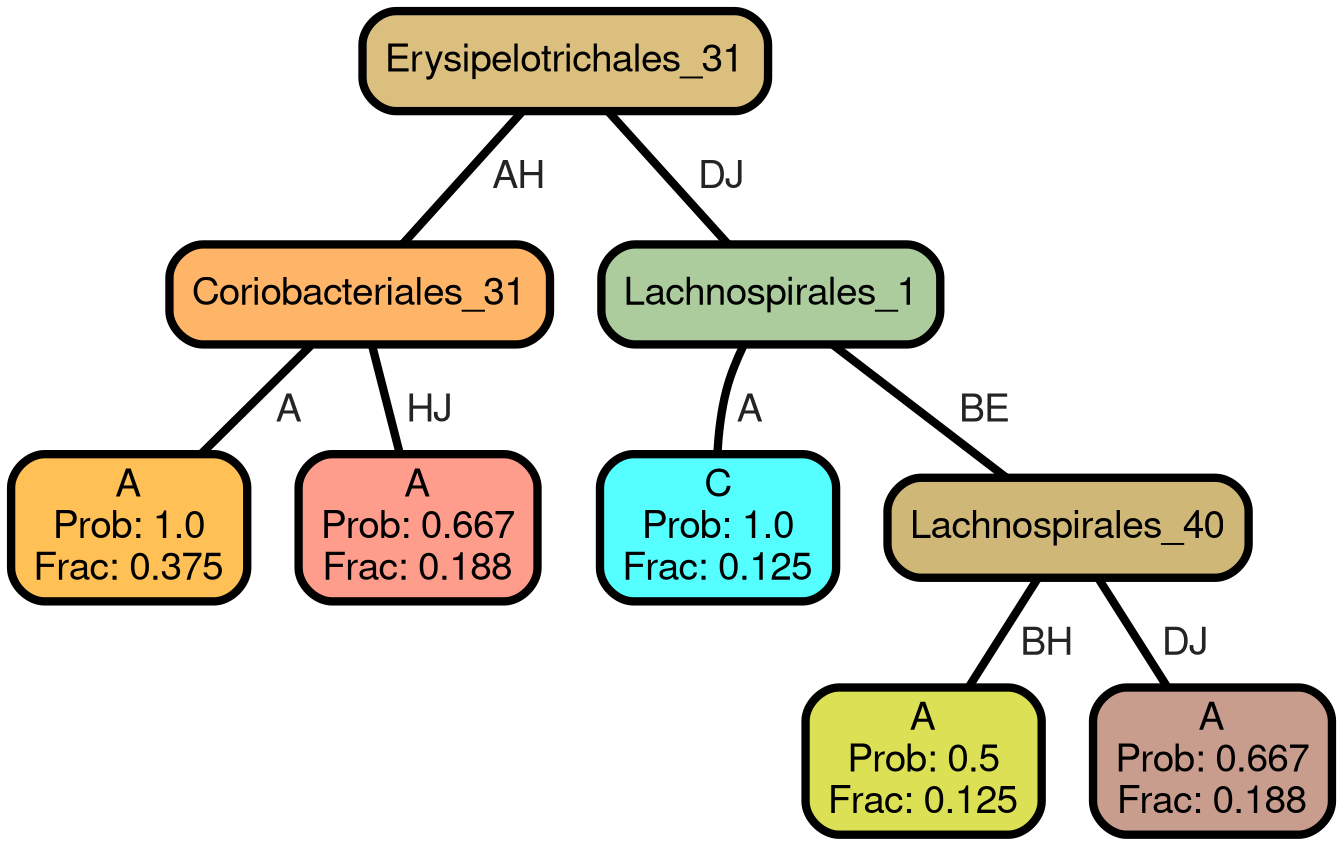 Erysipelotrichales_31
AH
DJ
Coriobacteriales_31
Lachnospirales_1
A
HJ
A
BE
A
Prob: 1.0
Frac: 0.375
A
Prob: 0.667
Frac: 0.188
C
Prob: 1.0
Frac: 0.125
Lachnospirales_40
BH
DJ
A
Prob: 0.5
Frac: 0.125
A
Prob: 0.667
Frac: 0.188